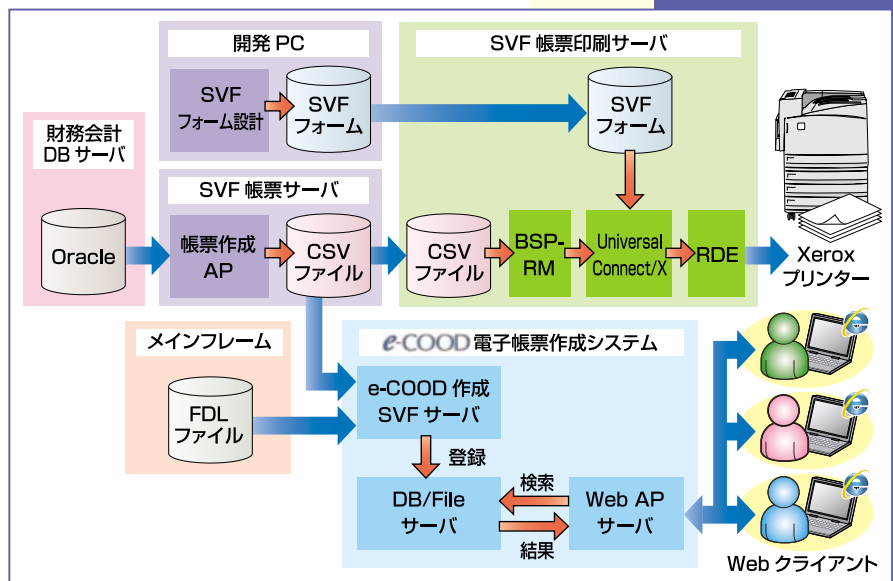 開発 PC
SVF
フォーム設計
SVF
フォーム
SVF 帳票印刷サーバ
SVF
フォーム
財務会計
DB サーバ
Oracle
SVF 帳票サーバ
帳票作成
AP
CSV
ファイル
CSV
ファイル
BSP-
RM
Universal
Connect/X
RDE
Xerox
プリンター
メインフレーム
FDL
ファイル
e-COOD 電子帳票作成システム
e-COOD 作成
SVF サーバ
登録
DB/File
サーバ
検索
結果
Web AP
サーバ
Web クライアント